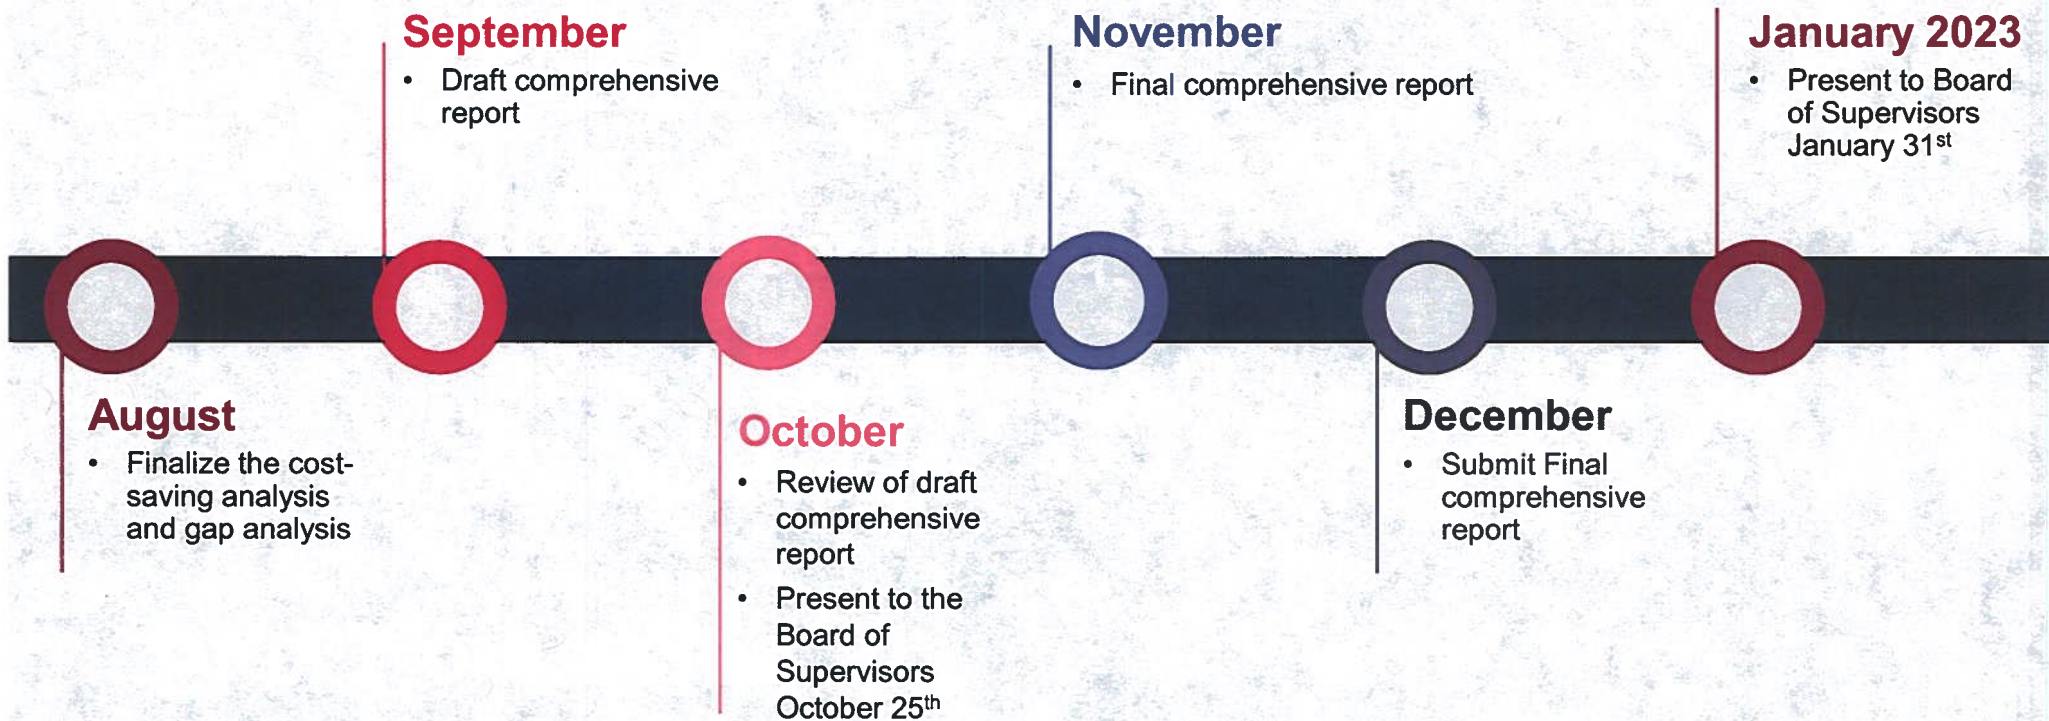 August
• Finalize the cost-
saving analysis
and gap analysis
September
• Draft comprehensive
report
October
• Review of draft
comprehensive
report
• Present to the
Board of
Supervisors
October 25th
November
• Final comprehensive report
December
• Submit Final
comprehensive
report
January 2023
• Present to Board
of Supervisors
January 31st